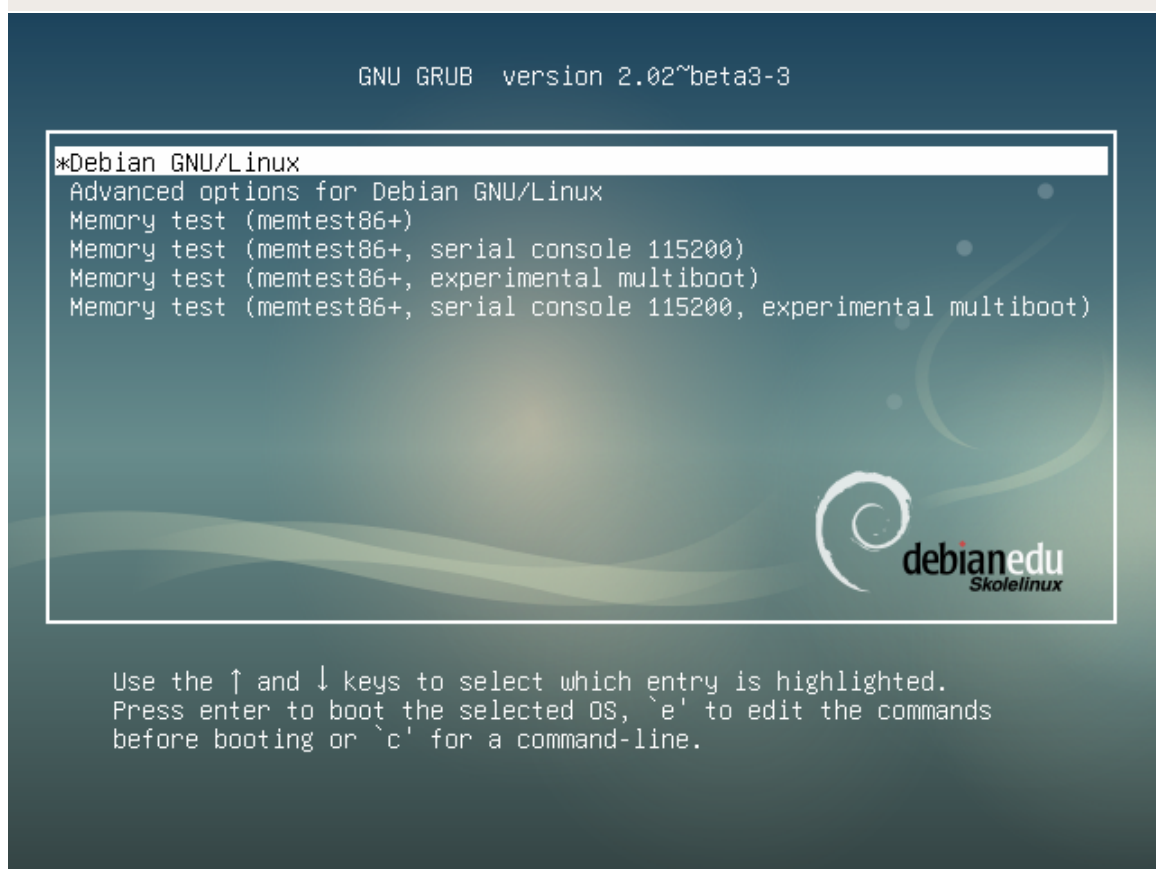 GNU GRUB  version 2.02~beta3-3
*Debian GNU/Linux
Advanced options for Debian GNU/Linux
Memory test (memtest86+)
Memory test (memtest86+, serial console 115200)
Memory test (memtest86+, experimental multiboot)
Memory test (memtest86+, serial console 115200, experimental multiboot)
debianedu
Skolelinux
Use the ↑ and ↓ keys to select which entry is highlighted.
Press enter to boot the selected OS, `e' to edit the commands
before booting or `c' for a command-line.